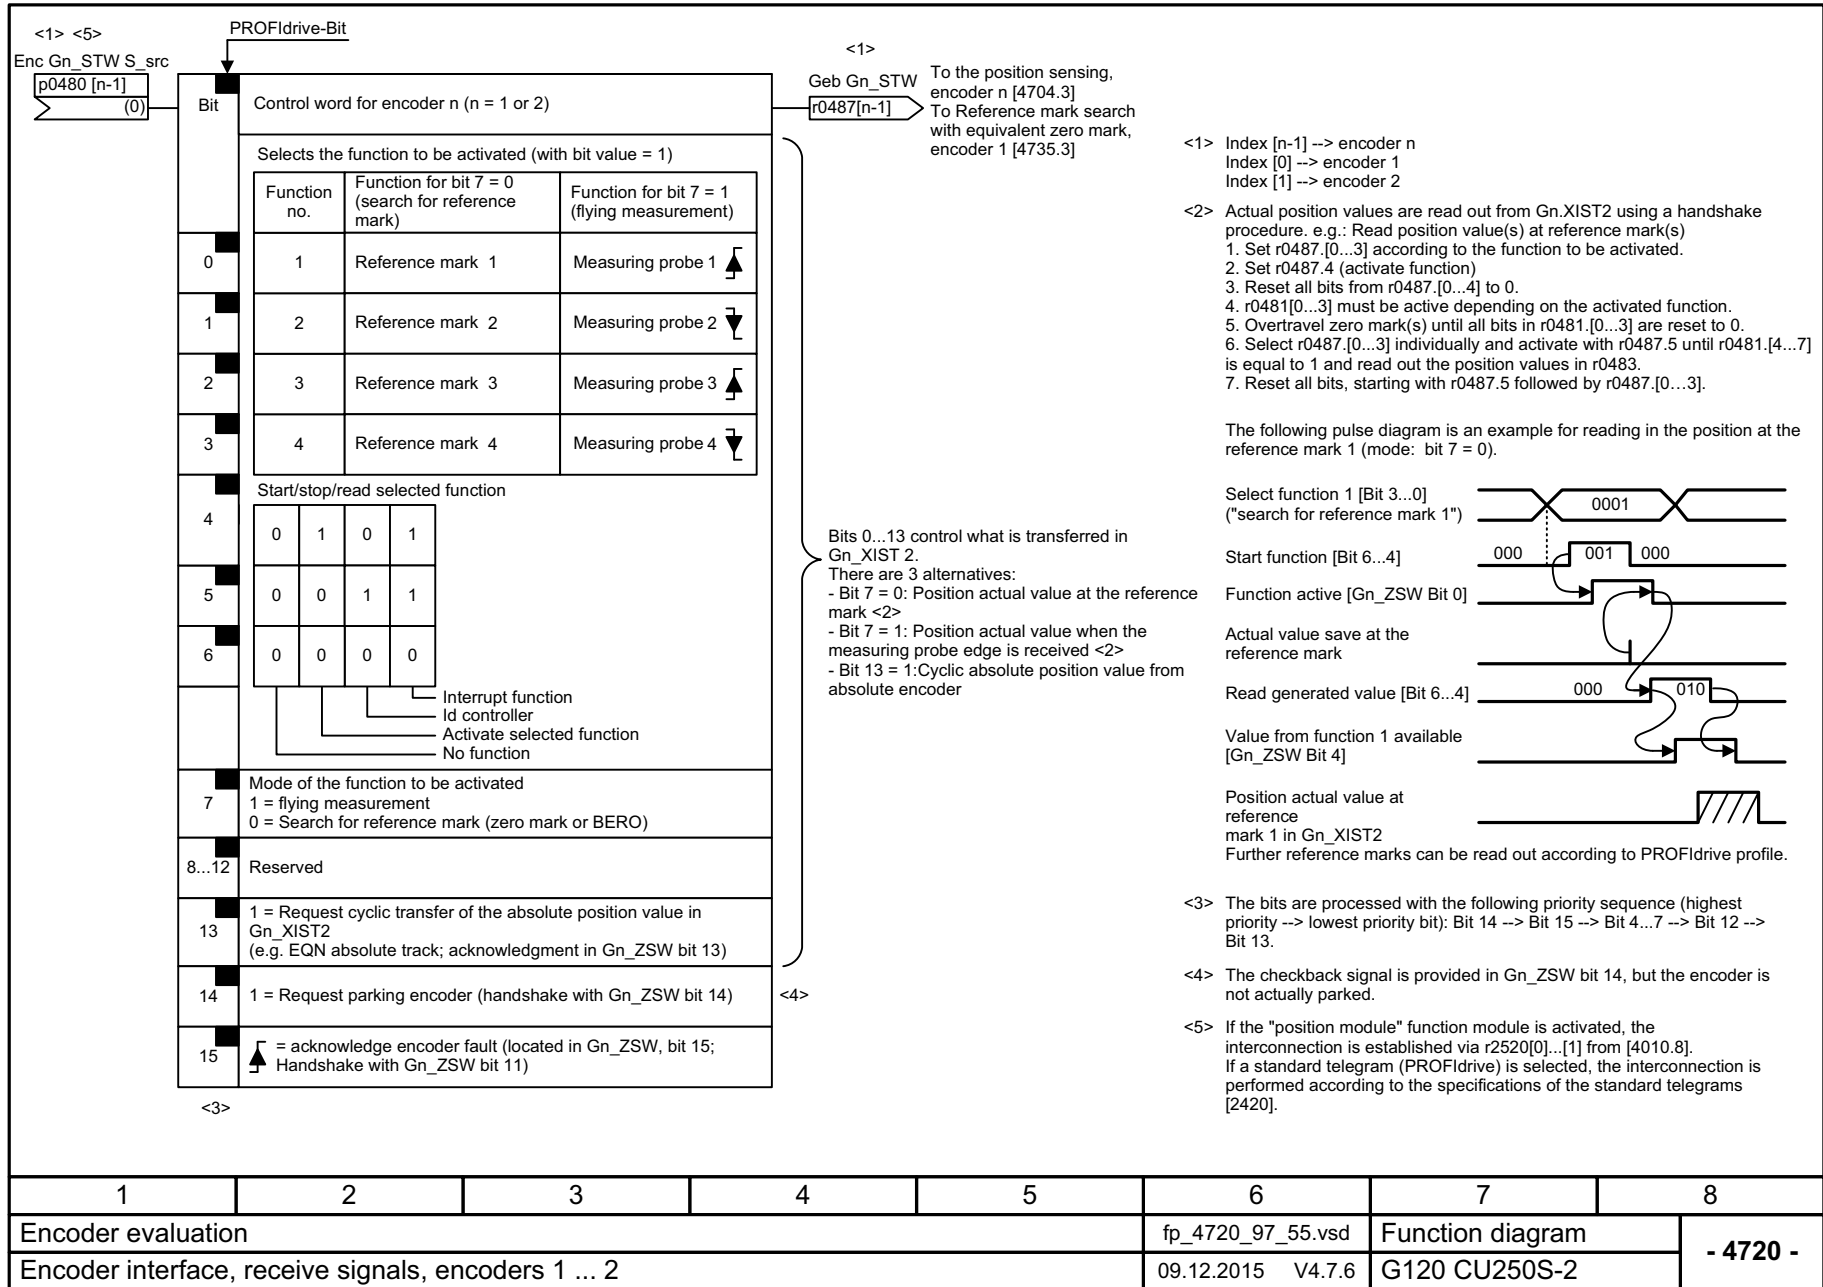 <1> <5>
PROFIdrive-Bit
Enc Gn_STW S_src
p0480 [n-1]
(0)
Bit
Control word for encoder n (n = 1 or 2)
<1>
Geb Gn_STW
r0487[n-1]
To the position sensing,
encoder n [4704.3]
To Reference mark search
with equivalent zero mark,
encoder 1 [4735.3]
Selects the function to be activated (with bit value = 1)
Function
no.
Function for bit 7 = 0
(search for reference
mark)
Function for bit 7 = 1
(flying measurement)
0
1
Reference mark 1
Measuring probe 1
1
2
Reference mark 2
Measuring probe 2
2
3
Reference mark 3
Measuring probe 3
3
4
Reference mark 4
Measuring probe 4
Start/stop/read selected function
4
0 1 0 1
5
0 0 1 1
6
0 0 0 0
Interrupt function
Id controller
Activate selected function
No function
7
Mode of the function to be activated
1 = flying measurement
0 = Search for reference mark (zero mark or BERO)
8...12
Reserved
13
1 = Request cyclic transfer of the absolute position value in
Gn_XIST2
(e.g. EQN absolute track; acknowledgment in Gn_ZSW bit 13)
14
1 = Request parking encoder (handshake with Gn_ZSW bit 14)
<4>
15
= acknowledge encoder fault (located in Gn_ZSW, bit 15;
Handshake with Gn_ZSW bit 11)
<3>
Bits 0...13 control what is transferred in
Gn_XIST 2.
There are 3 alternatives:
- Bit 7 = 0: Position actual value at the reference
mark <2>
- Bit 7 = 1: Position actual value when the
measuring probe edge is received <2>
- Bit 13 = 1:Cyclic absolute position value from
absolute encoder
<1> Index [n-1] --> encoder n
Index [0] --> encoder 1
Index [1] --> encoder 2
<2> Actual position values are read out from Gn.XIST2 using a handshake
procedure. e.g.: Read position value(s) at reference mark(s)
1. Set r0487.[0...3] according to the function to be activated.
2. Set r0487.4 (activate function)
3. Reset all bits from r0487.[0...4] to 0.
4. r0481[0...3] must be active depending on the activated function.
5. Overtravel zero mark(s) until all bits in r0481.[0...3] are reset to 0.
6. Select r0487.[0...3] individually and activate with r0487.5 until r0481.[4...7]
is equal to 1 and read out the position values in r0483.
7. Reset all bits, starting with r0487.5 followed by r0487.[0…3].
The following pulse diagram is an example for reading in the position at the
reference mark 1 (mode: bit 7 = 0).
Select function 1 [Bit 3...0]
("search for reference mark 1")
0001
Start function [Bit 6...4]
000 001 000
Function active [Gn_ZSW Bit 0]
Actual value save at the
reference mark
Read generated value [Bit 6...4]
000 010
Value from function 1 available
[Gn_ZSW Bit 4]
Position actual value at
reference
mark 1 in Gn_XIST2
Further reference marks can be read out according to PROFIdrive profile.
<3> The bits are processed with the following priority sequence (highest
priority --> lowest priority bit): Bit 14 --> Bit 15 --> Bit 4...7 --> Bit 12 -->
Bit 13.
<4> The checkback signal is provided in Gn_ZSW bit 14, but the encoder is
not actually parked.
<5> If the "position module" function module is activated, the
interconnection is established via r2520[0]...[1] from [4010.8].
If a standard telegram (PROFIdrive) is selected, the interconnection is
performed according to the specifications of the standard telegrams
[2420].
1 2 3 4 5 6 7 8
Encoder evaluation
fp_4720_97_55.vsd
Function diagram
- 4720 -
Encoder interface, receive signals, encoders 1 ... 2
09.12.2015 V4.7.6
G120 CU250S-2